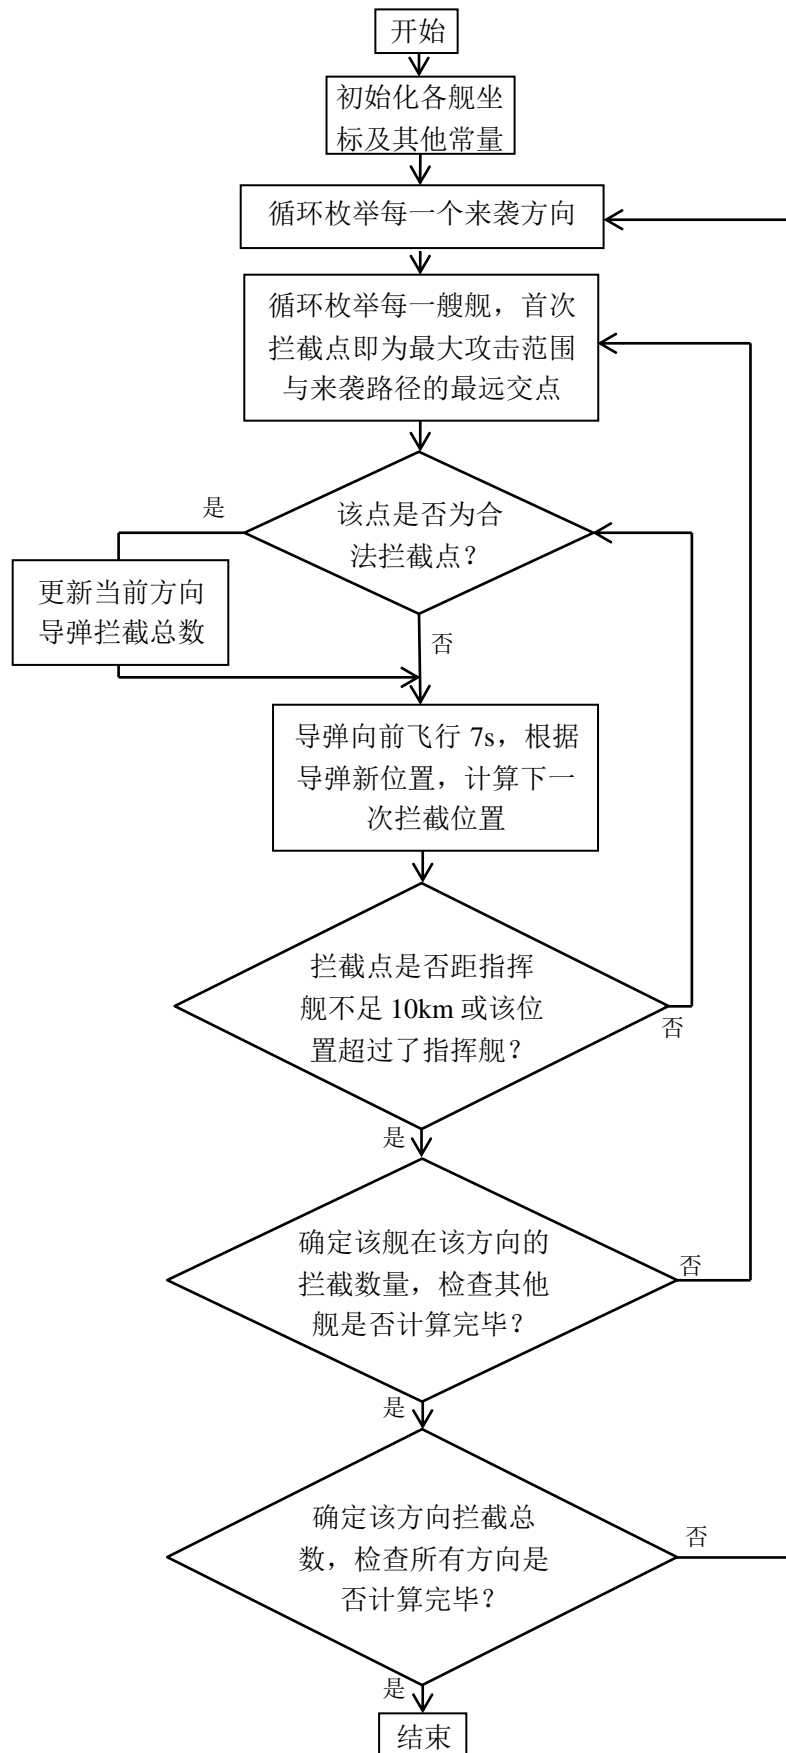 开始
初始化各舰坐
标及其他常量
循环枚举每一个来袭方向
循环枚举每一艘舰，首次
拦截点即为最大攻击范围
与来袭路径的最远交点
是
该点是否为合
法拦截点？
更新当前方向
导弹拦截总数
否
导弹向前飞行 7s，根据
导弹新位置，计算下一
次拦截位置
拦截点是否距指挥
舰不足 10km 或该位
置超过了指挥舰？
否
是
确定该舰在该方向的
拦截数量，检查其他
舰是否计算完毕？
否
是
确定该方向拦截总
数，检查所有方向是
否计算完毕？
否
是
结束